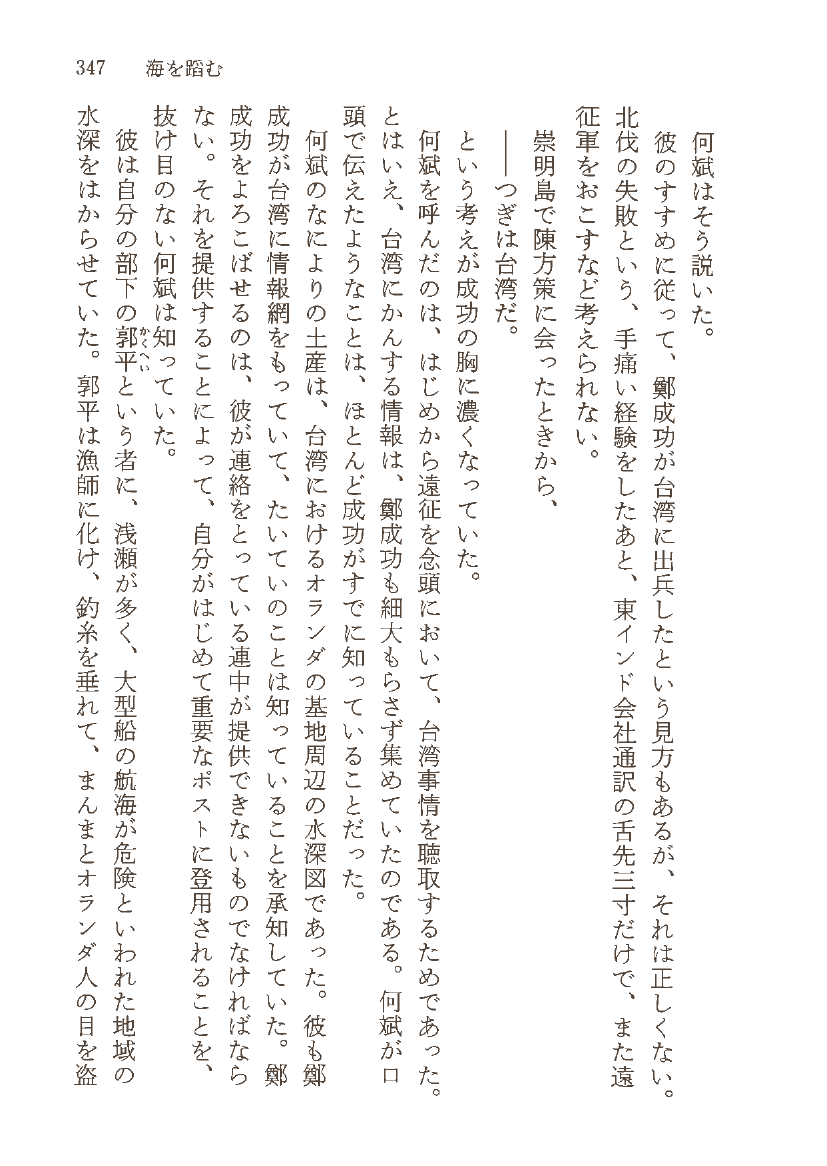 347 海を蹈む
何斌はそう説いた。
彼のすすめに従って、鄭成功が台湾に出兵したという見方もあるが、それは正しくない。
北伐の失敗という、手痛い経験をしたあと、東インド会社通訳の舌先三寸だけで、また遠
征軍をおこすなど考えられない。
崇明島で陳方策に会ったときから、
――つぎは台湾だ。
という考えが成功の胸に濃くなっていた。
何斌を呼んだのは、はじめから遠征を念頭において、台湾事情を聴取するためであった。
とはいえ、台湾にかんする情報は、鄭成功も細大もらさず集めていたのである。何斌が口
頭で伝えたようなことは、ほとんど成功がすでに知っていることだった。
何斌のなによりの土産は、台湾におけるオランダの基地周辺の水深図であった。彼も鄭
成功が台湾に情報網をもっていて、たいていのことは知っていることを承知していた。鄭
成功をよろこばせるのは、彼が連絡をとっている連中が提供できないものでなければなら
ない。それを提供することによって、自分がはじめて重要なポストに登用されることを、
抜け目のない何斌は知っていた。
彼は自分の部下の郭平という者に、浅瀬が多く、大型船の航海が危険といわれた地域の
かくへい
水深をはからせていた。郭平は漁師に化け、釣糸を垂れて、まんまとオランダ人の目を盗